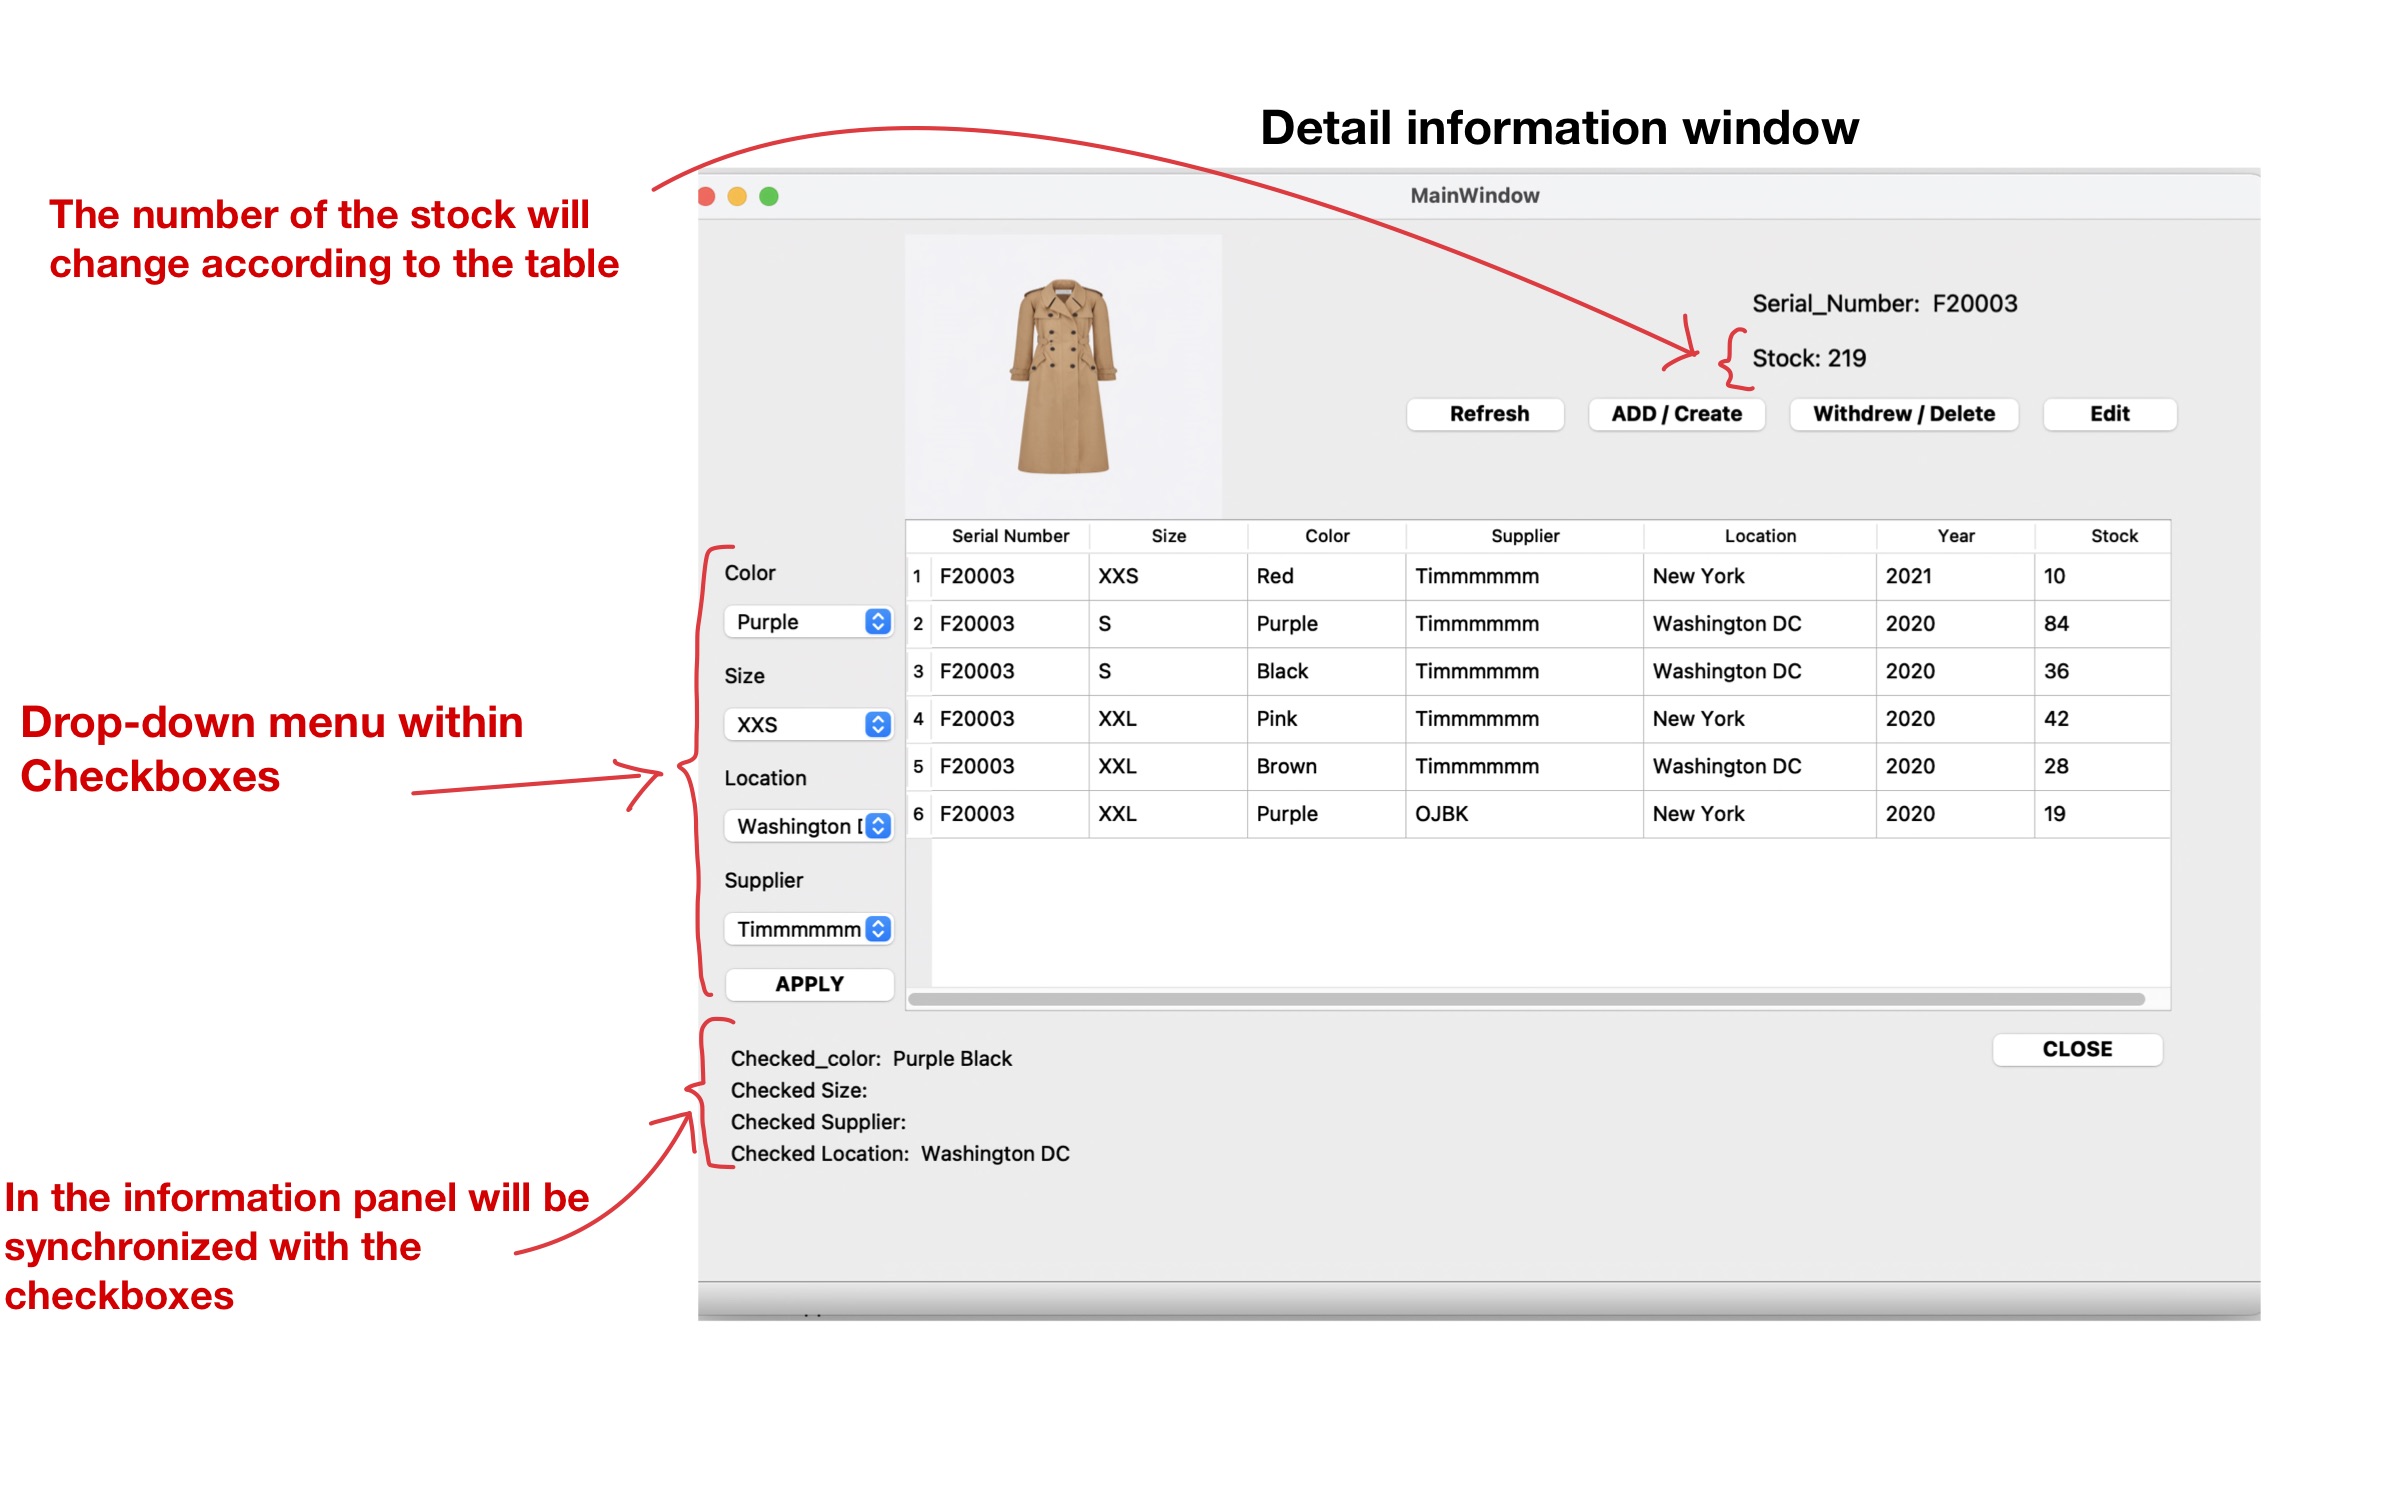 Detail information window
The number of the stock will
change according to the table
MainWindow
Serial_Number: F20003
Stock: 219
Refresh ADD / Create Withdrew / Delete Edit
Serial Number Size Color Supplier Location Year Stock
1 F20003 XXS Red Timmmmmm New York 2021 10
2 F20003 S Purple Timmmmmm Washington DC 2020 84
3 F20003 S Black Timmmmmm Washington DC 2020 36
4 F20003 XXL Pink Timmmmmm New York 2020 42
5 F20003 XXL Brown Timmmmmm Washington DC 2020 28
6 F20003 XXL Purple OJBK New York 2020 19
Drop-down menu within
Checkboxes
Color
Purple
Size
XXS
Location
Washington
Supplier
Timmmmmm
APPLY
CLOSE
Checked_color: Purple Black
Checked Size:
Checked Supplier:
Checked Location: Washington DC
In the information panel will be
synchronized with the
checkboxes